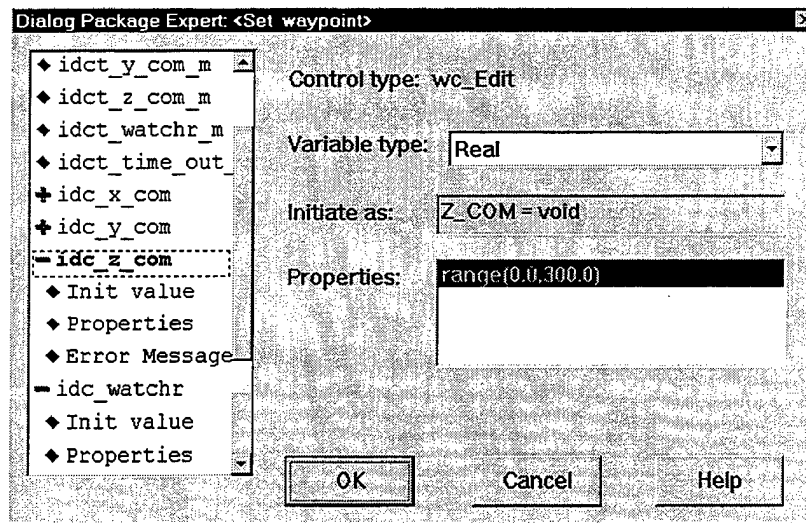 Dialog Package Expert: <Set waypoint>
idct_y_com_m
idct_z_com_m
idct_watchr_m
idct_time_out_
idc_x_com
idc_y_com
idc_z_com
Init value
Properties
Error Message
idc_watchr
Init value
Properties
Control type: wc_Edit
Variable type: Real
Initiate as: Z_COM = void
Properties: range(0.0,300.0)
OK Cancel Help